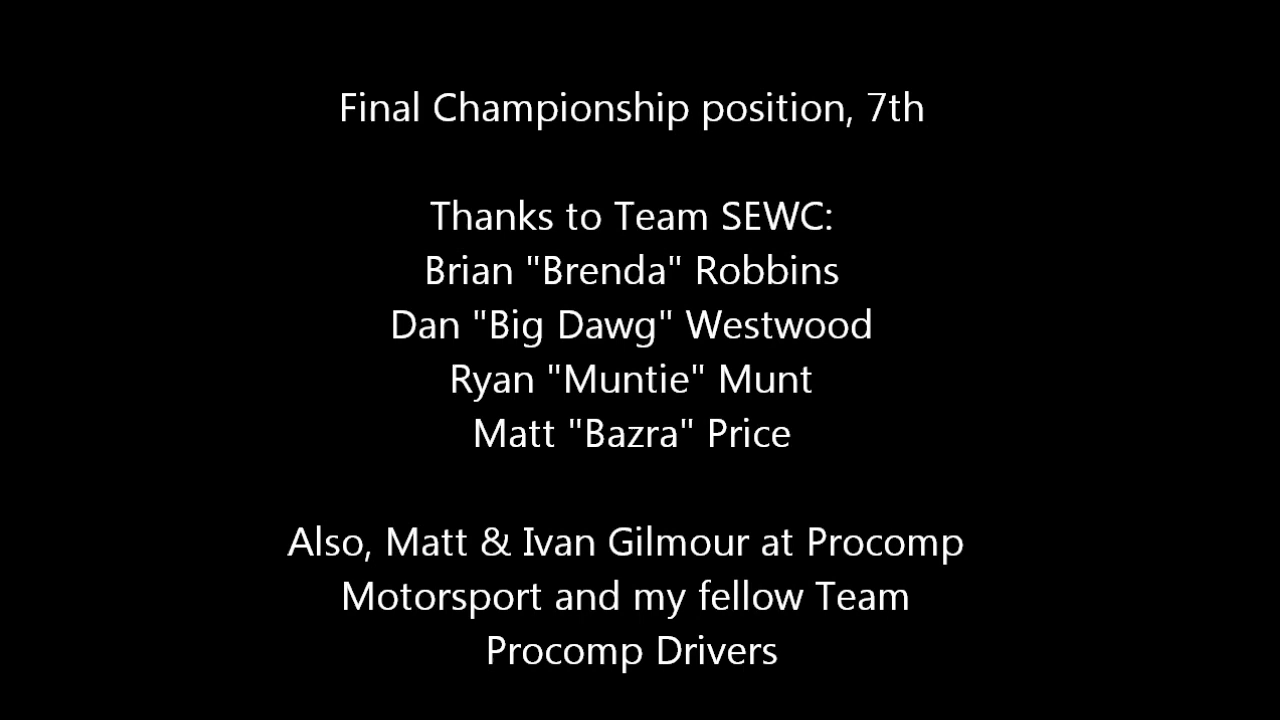 Final Championship position, 7th
Thanks to Team SEWC:
Brian "Brenda" Robbins
Dan "Big Dawg" Westwood
Ryan "Muntie" Munt
Matt "Bazra" Price
Also, Matt & Ivan Gilmour at Procomp
Motorsport and my fellow Team
Procomp Drivers